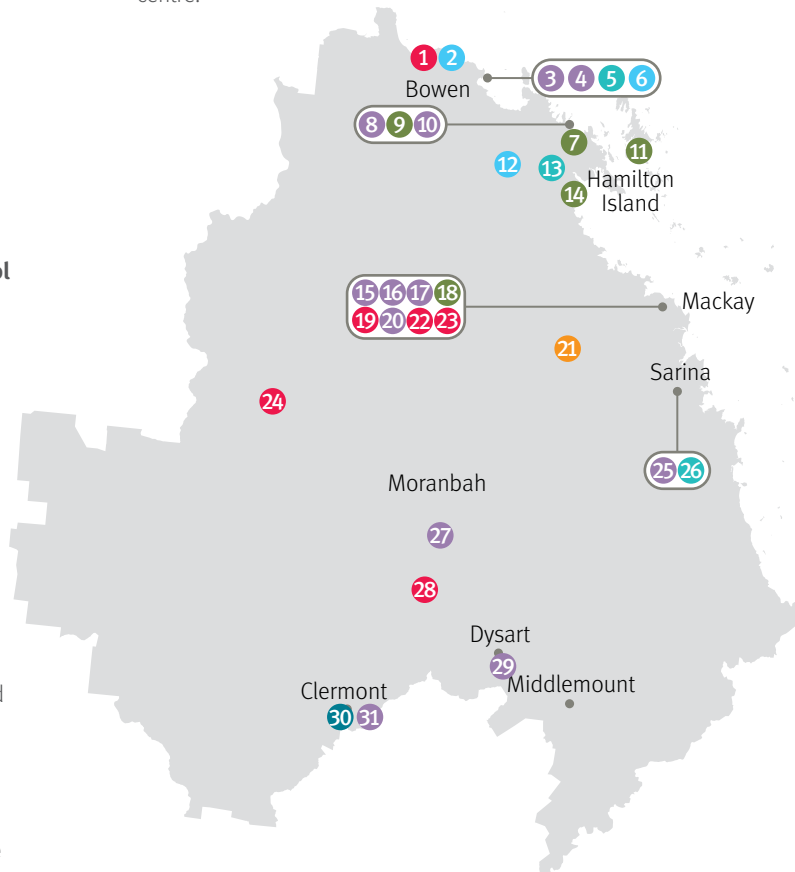 centre.
1 2
3 4 5 6
Bowen
8 9 10
7
11
12 13
Hamilton
Island
14
ol
15 16 17 18
19 20 22 23
Mackay
21
Sarina
24
25 26
Moranbah
27
28
Dysart
29
Middlemount
Clermont
d
30 31